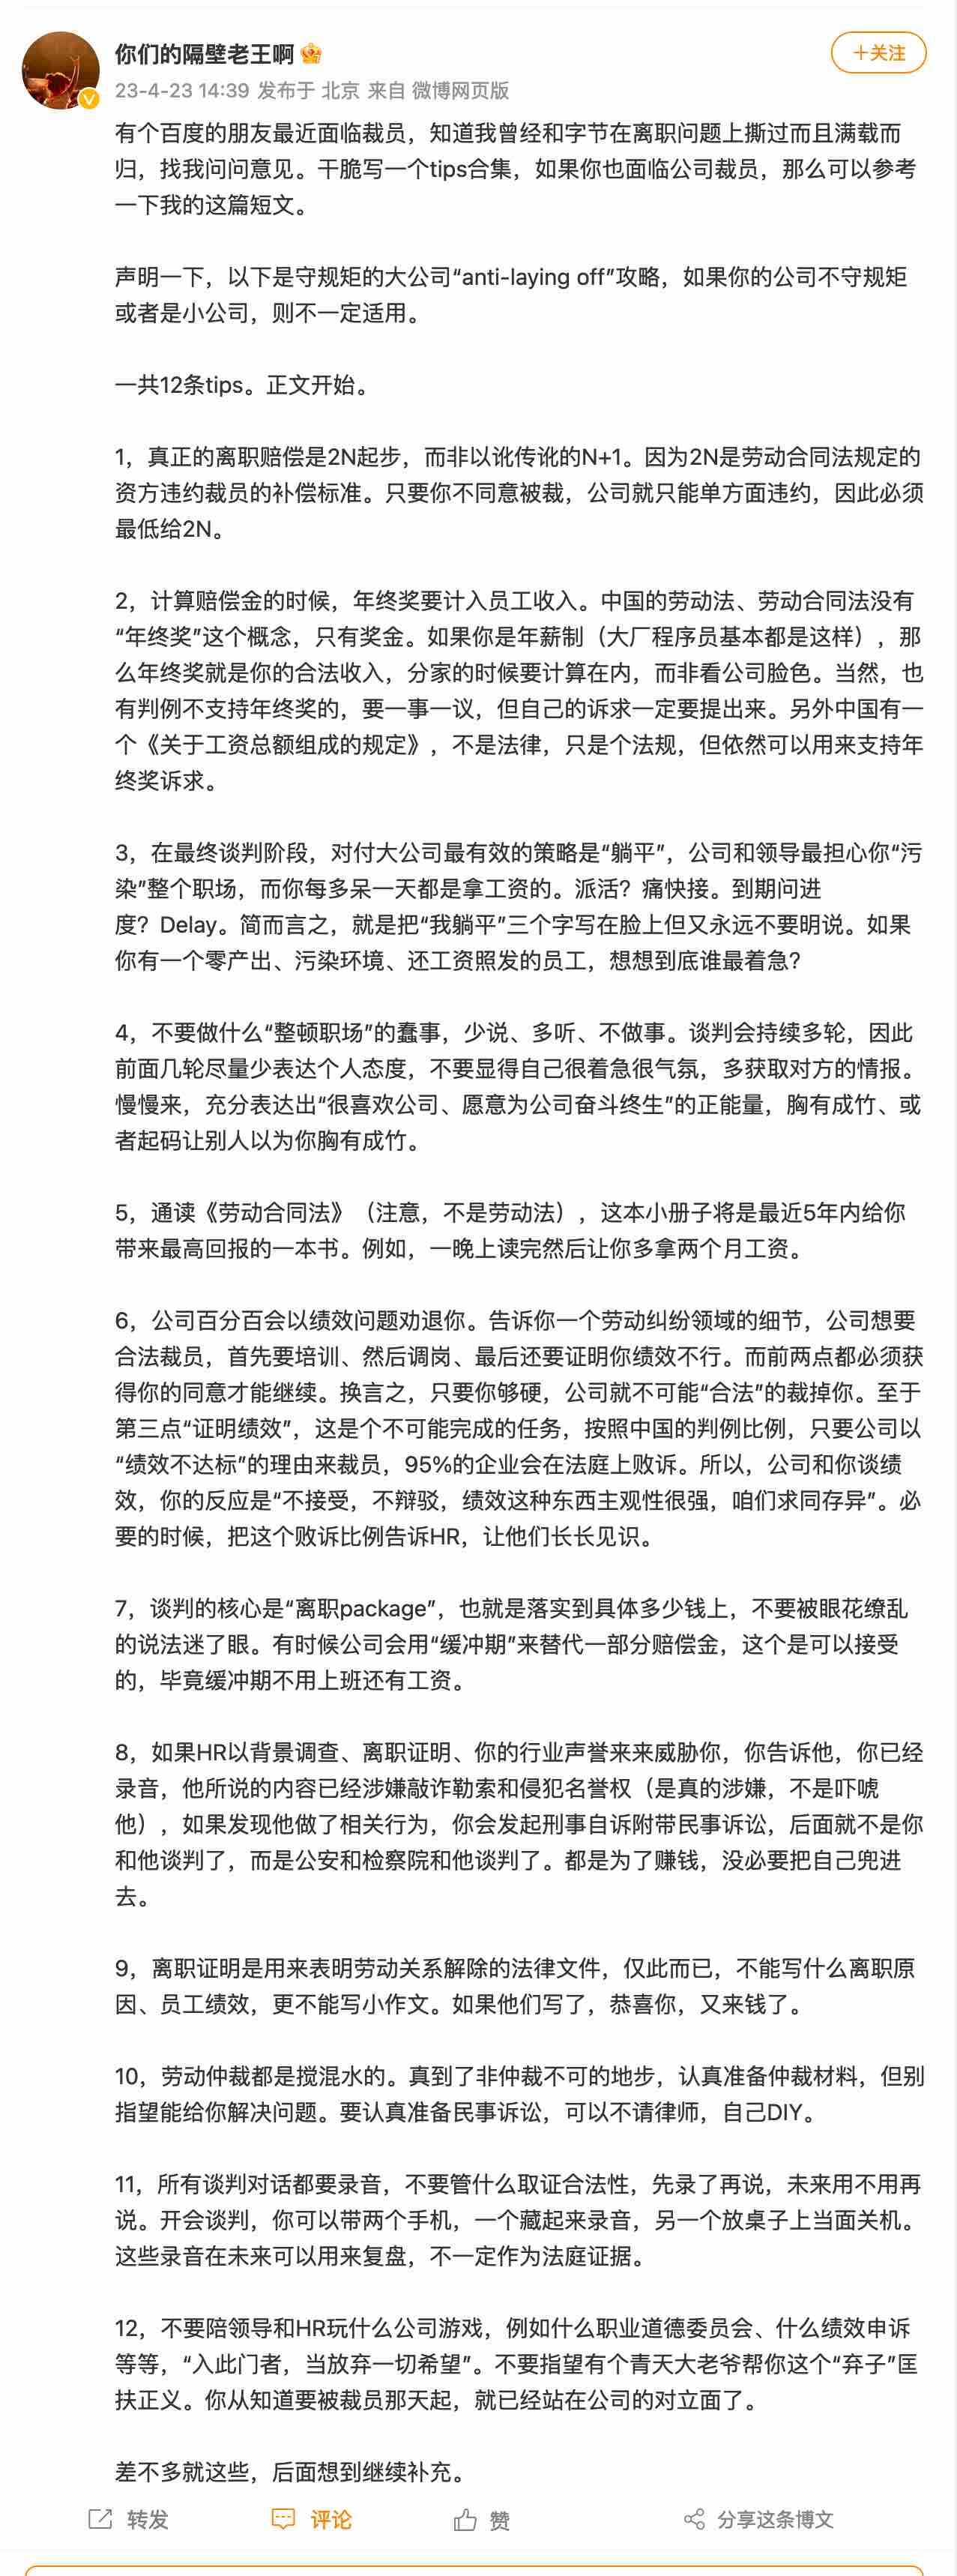 你们的隔壁老王啊
+关注
23-4-23 14:39 发布于 北京 来自 微博网页版
有个百度的朋友最近面临裁员，知道我曾经和字节在离职问题上撕过而且满载而
归，找我问问意见。干脆写一个tips合集，如果你也面临公司裁员，那么可以参考
一下我的这篇短文。
声明一下，以下是守规矩的大公司“anti-laying off”攻略，如果你的公司不守规矩
或者是小公司，则不一定适用。
一共12条tips。正文开始。
1，真正的离职赔偿是2N起步，而非以讹传讹的N+1。因为2N是劳动合同法规定的
资方违约裁员的补偿标准。只要你不同意被裁，公司就只能单方面违约，因此必须
最低给2N。
2，计算赔偿金的时候，年终奖要计入员工收入。中国的劳动法、劳动合同法没有
“年终奖”这个概念，只有奖金。如果你是年薪制（大厂程序员基本都是这样），那
么年终奖就是你的合法收入，分家的时候要计算在内，而非看公司脸色。当然，也
有判例不支持年终奖的，要一事一议，但自己的诉求一定要提出来。另外中国有一
个《关于工资总额组成的规定》，不是法律，只是个法规，但依然可以用来支持年
终奖诉求。
3，在最终谈判阶段，对付大公司最有效的策略是“躺平”，公司和领导最担心你“污
染”整个职场，而你每多呆一天都是拿工资的。派活？痛快接。到期问进
度？Delay。简而言之，就是把“我躺平”三个字写在脸上但又永远不要明说。如果
你有一个零产出、污染环境、还工资照发的员工，想想到底谁最着急？
4，不要做什么“整顿职场”的蠢事，少说、多听、不做事。谈判会持续多轮，因此
前面几轮尽量少表达个人态度，不要显得自己很着急很气氛，多获取对方的情报。
慢慢来，充分表达出“很喜欢公司、愿意为公司奋斗终生”的正能量，胸有成竹、或
者起码让别人以为你胸有成竹。
5，通读《劳动合同法》（注意，不是劳动法），这本小册子将是最近5年内给你
带来最高回报的一本书。例如，一晚上读完然后让你多拿两个月工资。
6，公司百分百会以绩效问题劝退你。告诉你一个劳动纠纷领域的细节，公司想要
合法裁员，首先要培训、然后调岗、最后还要证明你绩效不行。而前两点都必须获
得你的同意才能继续。换言之，只要你够硬，公司就不可能“合法”的裁掉你。至于
第三点“证明绩效”，这是个不可能完成的任务，按照中国的判例比例，只要公司以
“绩效不达标”的理由来裁员，95%的企业会在法庭上败诉。所以，公司和你谈绩
效，你的反应是“不接受，不辩驳，绩效这种东西主观性很强，咱们求同存异”。必
要的时候，把这个败诉比例告诉HR，让他们长长见识。
7，谈判的核心是“离职package”，也就是落实到具体多少钱上，不要被眼花缭乱
的说法迷了眼。有时候公司会用“缓冲期”来替代一部分赔偿金，这个是可以接受
的，毕竟缓冲期不用上班还有工资。
8，如果HR以背景调查、离职证明、你的行业声誉来来威胁你，你告诉他，你已经
录音，他所说的内容已经涉嫌敲诈勒索和侵犯名誉权（是真的涉嫌，不是吓唬
他），如果发现他做了相关行为，你会发起刑事自诉附带民事诉讼，后面就不是你
和他谈判了，而是公安和检察院和他谈判了。都是为了赚钱，没必要把自己兜进
去。
9，离职证明是用来表明劳动关系解除的法律文件，仅此而已，不能写什么离职原
因、员工绩效，更不能写小作文。如果他们写了，恭喜你，又来钱了。
10，劳动仲裁都是搅混水的。真到了非仲裁不可的地步，认真准备仲裁材料，但别
指望能给你解决问题。要认真准备民事诉讼，可以不请律师，自己DIY。
11，所有谈判对话都要录音，不要管什么取证合法性，先录了再说，未来用不用再
说。开会谈判，你可以带两个手机，一个藏起来录音，另一个放桌子上当面关机。
这些录音在未来可以用来复盘，不一定作为法庭证据。
12，不要陪领导和HR玩什么公司游戏，例如什么职业道德委员会、什么绩效申诉
等等，“入此门者，当放弃一切希望”。不要指望有个青天大老爷帮你这个“弃子”匡
扶正义。你从知道要被裁员那天起，就已经站在公司的对立面了。
差不多就这些，后面想到继续补充。
转发 评论 赞 分享这条博文